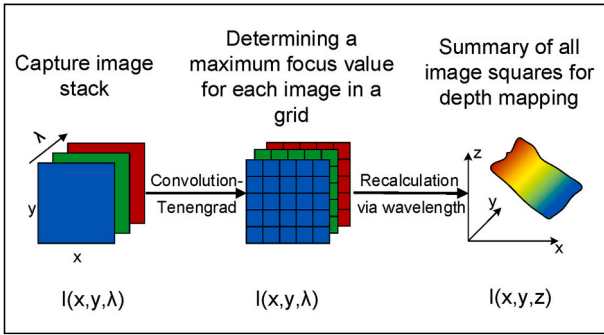 Capture image
stack
Determining a
maximum focus value
for each image in a
grid
Summary of all
image squares for
depth mapping
λ
y
x
Convolution-
Tenengrad
Recalculation
via wavelength
z
y
x
I(x,y,λ)
I(x,y,λ)
I(x,y,z)